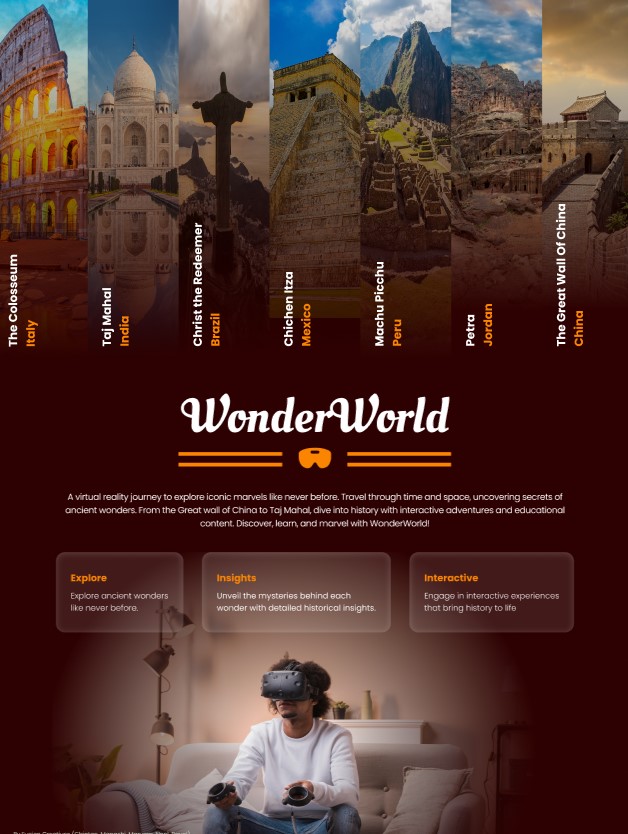 The Colosseum
Italy
Taj Mahal
India
Christ the Redeemer
Brazil
Chichen Itza
Mexico
Machu Picchu
Peru
Petra
Jordan
The Great Wall Of China
China
WonderWorld
A virtual reality journey to explore iconic marvels like never before. Travel through time and space, uncovering secrets of
ancient wonders. From the Great wall of China to Taj Mahal, dive into history with interactive adventures and educational
content. Discover, learn, and marvel with WonderWorld!
Explore
Explore ancient wonders
like never before.
Insights
Unveil the mysteries behind each
wonder with detailed historical insights.
Interactive
Engage in interactive experiences
that bring history to life